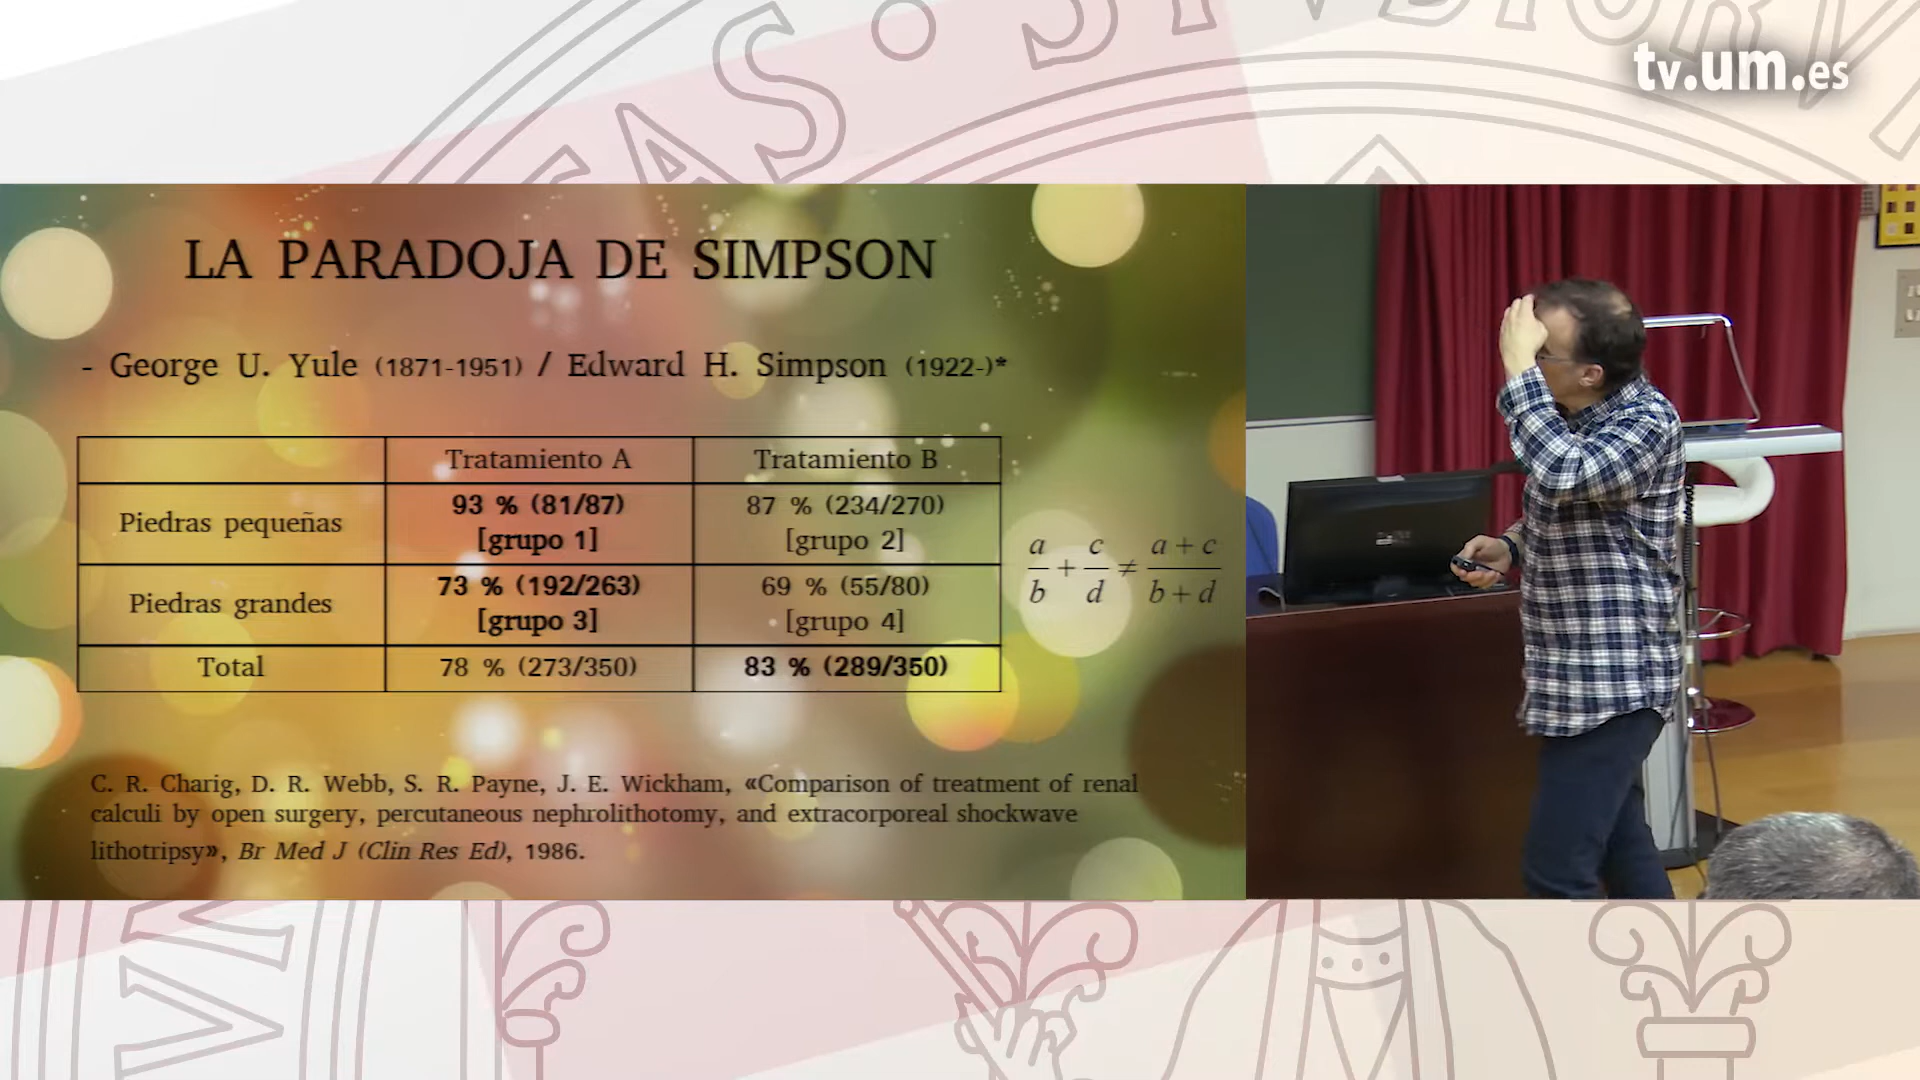 tv.um.es
LA PARADOJA DE SIMPSON
- George U. Yule (1871-1951) / Edward H. Simpson (1922-)*
Tratamiento A
Tratamiento B
Piedras pequeñas
93 % (81/87)
[grupo 1]
87 % (234/270)
[grupo 2]
Piedras grandes
73 % (192/263)
[grupo 3]
69 % (55/80)
[grupo 4]
Total
78 % (273/350)
83 % (289/350)
a/b + c/d ≠ (a + c)/(b + d)
C. R. Charig, D. R. Webb, S. R. Payne, J. E. Wickham, «Comparison of treatment of renal
calculi by open surgery, percutaneous nephrolithotomy, and extracorporeal shockwave
lithotripsy», Br Med J (Clin Res Ed), 1986.